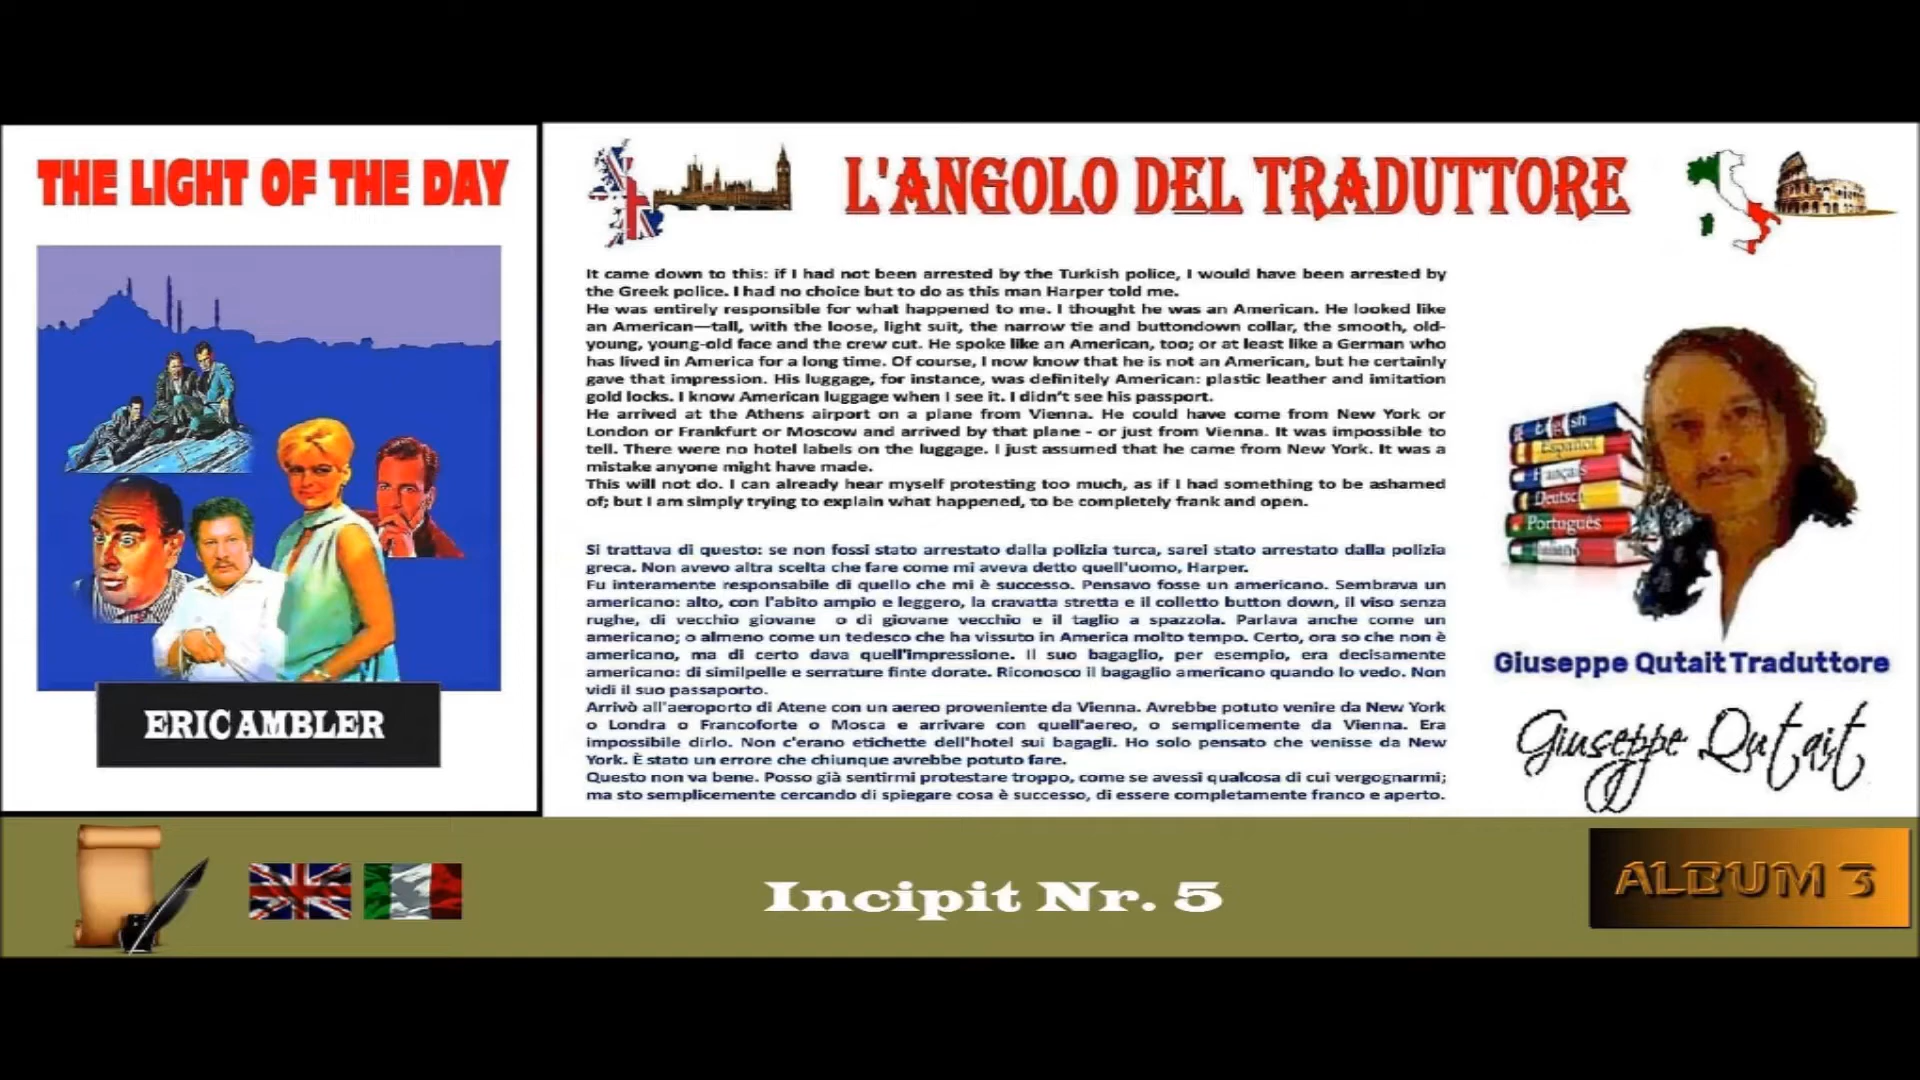 THE LIGHT OF THE DAY
ERIC AMBLER
L'ANGOLO DEL TRADUTTORE
It came down to this: if I had not been arrested by the Turkish police, I would have been arrested by
the Greek police. I had no choice but to do as this man Harper told me.
He was entirely responsible for what happened to me. I thought he was an American. He looked like
an American—tall, with the loose, light suit, the narrow tie and buttondown collar, the smooth, old-
young, young-old face and the crew cut. He spoke like an American, too; or at least like a German who
has lived in America for a long time. Of course, I now know that he is not an American, but he certainly
gave that impression. His luggage, for instance, was definitely American: plastic leather and imitation
gold locks. I know American luggage when I see it. I didn't see his passport.
He arrived at the Athens airport on a plane from Vienna. He could have come from New York or
London or Frankfurt or Moscow and arrived by that plane - or just from Vienna. It was impossible to
tell. There were no hotel labels on the luggage. I just assumed that he came from New York. It was a
mistake anyone might have made.
This will not do. I can already hear myself protesting too much, as if I had something to be ashamed
of; but I am simply trying to explain what happened, to be completely frank and open.
Si trattava di questo: se non fossi stato arrestato dalla polizia turca, sarei stato arrestato dalla polizia
greca. Non avevo altra scelta che fare come mi aveva detto quell'uomo, Harper.
Fu interamente responsabile di quello che mi è successo. Pensavo fosse un americano. Sembrava un
americano: alto, con l'abito ampio e leggero, la cravatta stretta e il colletto button down, il viso senza
rughe, di vecchio giovane o di giovane vecchio e il taglio a spazzola. Parlava anche come un
americano; o almeno come un tedesco che ha vissuto in America molto tempo. Certo, ora so che non è
americano, ma di certo dava quell'impressione. Il suo bagaglio, per esempio, era decisamente
americano: di similpelle e serrature finte dorate. Riconosco il bagaglio americano quando lo vedo. Non
vidi il suo passaporto.
Arrivò all'aeroporto di Atene con un aereo proveniente da Vienna. Avrebbe potuto venire da New York
o Londra o Francoforte o Mosca e arrivare con quell'aereo, o semplicemente da Vienna. Era
impossibile dirlo. Non c'erano etichette dell'hotel sui bagagli. Ho solo pensato che venisse da New
York. È stato un errore che chiunque avrebbe potuto fare.
Questo non va bene. Posso già sentirmi protestare troppo, come se avessi qualcosa di cui vergognarmi;
ma sto semplicemente cercando di spiegare cosa è successo, di essere completamente franco e aperto.
English
Español
Français
Deutsch
Português
Giuseppe Qutait Traduttore
Giuseppe Qutait
Incipit Nr. 5
ALBUM 3